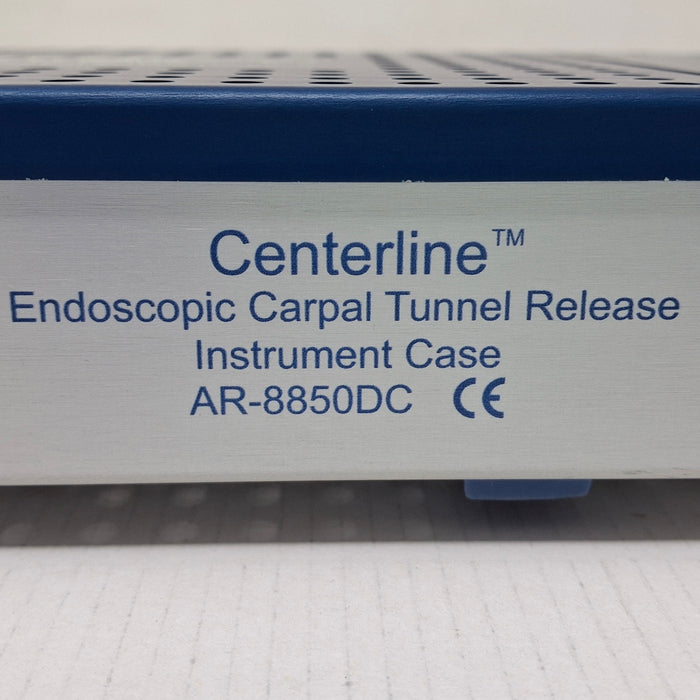 Centerline™
Endoscopic Carpal Tunnel Release
Instrument Case
AR-8850DC CE